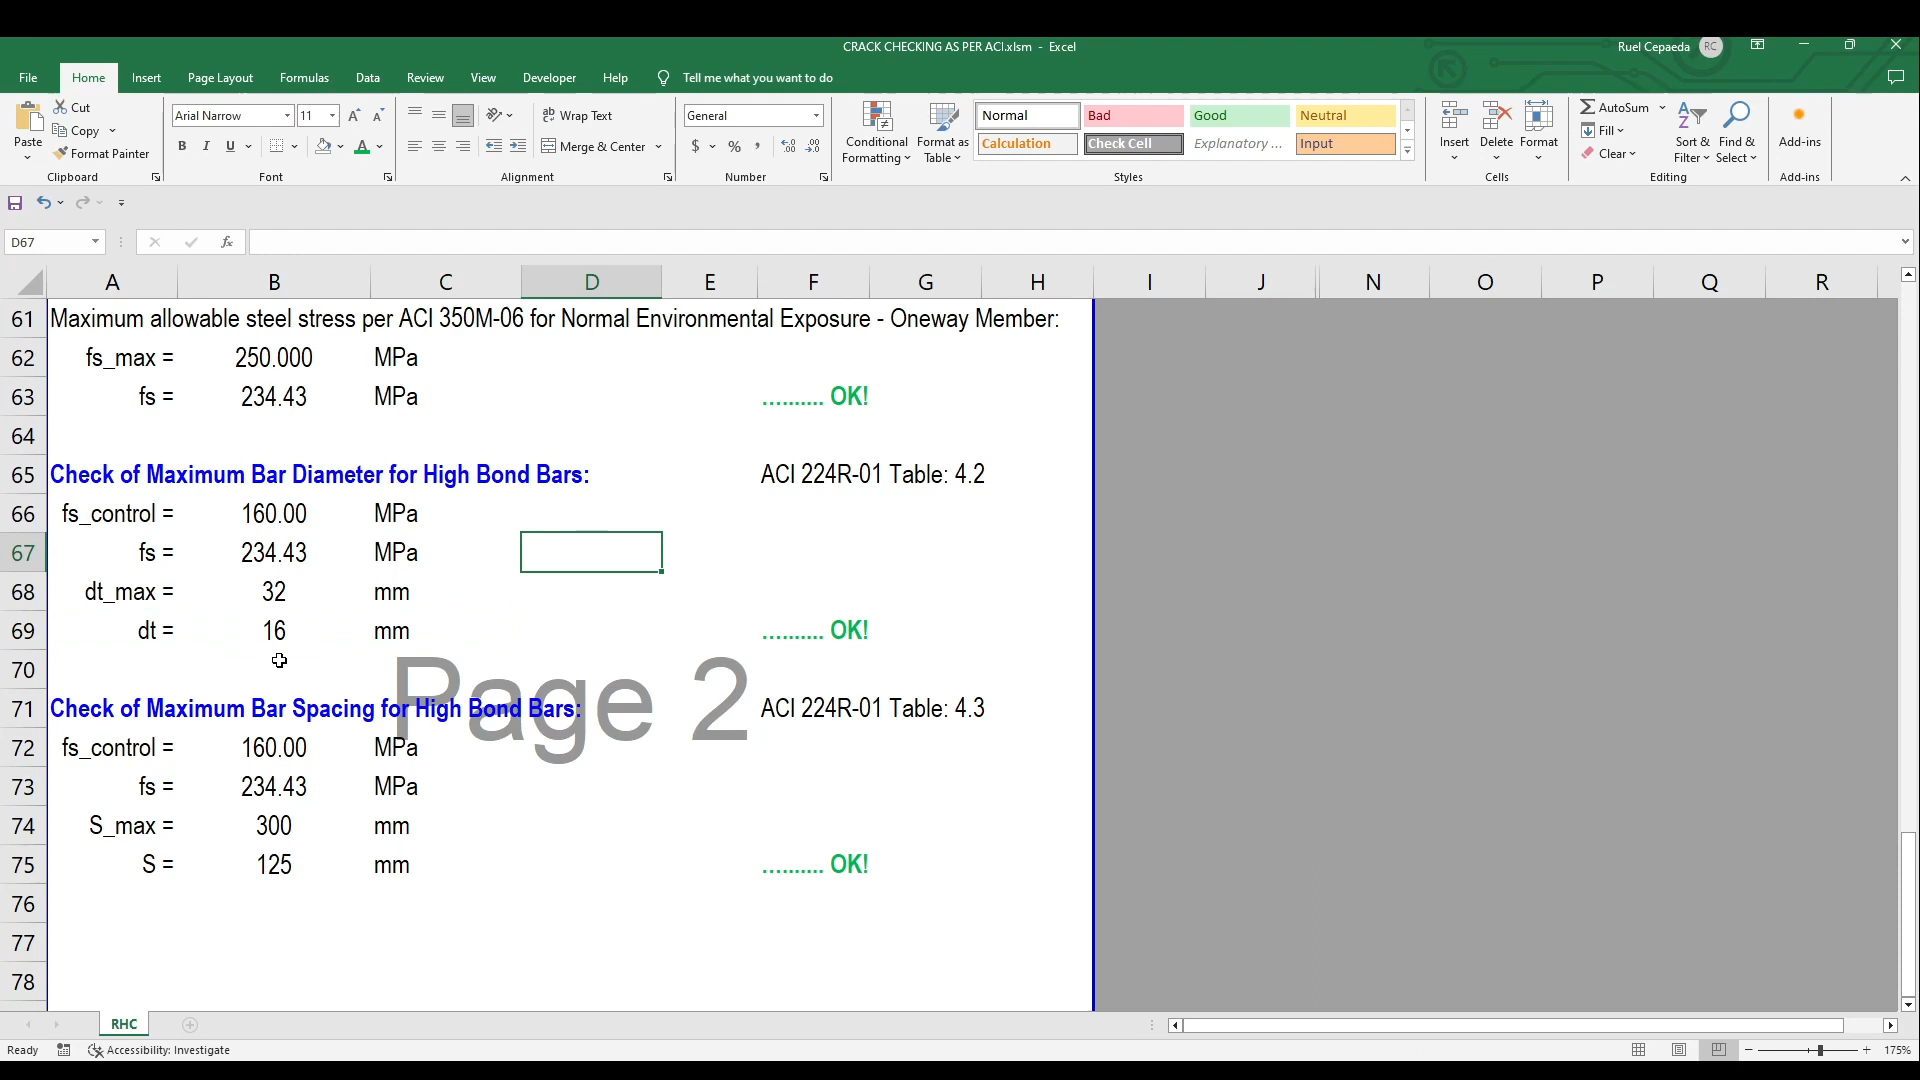 CRACK CHECKING AS PER ACI.xlsm - Excel
Ruel Cepaeda RC
File Home Insert Page Layout Formulas Data Review View Developer Help Tell me what you want to do
Paste
Cut
Copy
Format Painter
Clipboard
Arial Narrow 11
B I U
Font
Wrap Text
Merge & Center
Alignment
General
$ %
Number
Conditional Formatting
Format as Table
Normal Bad Good Neutral
Calculation Check Cell Explanatory ... Input
Styles
Insert Delete Format
Cells
AutoSum
Fill
Clear
Sort & Filter
Find & Select
Editing
Add-ins
Add-ins
D67 fx
A B C D E F G H I J N O P Q R
61 Maximum allowable steel stress per ACI 350M-06 for Normal Environmental Exposure - Oneway Member:
62 fs_max = 250.000 MPa
63 fs = 234.43 MPa .......... OK!
64
65 Check of Maximum Bar Diameter for High Bond Bars: ACI 224R-01 Table: 4.2
66 fs_control = 160.00 MPa
67 fs = 234.43 MPa
68 dt_max = 32 mm
69 dt = 16 mm .......... OK!
70
Page 2
71 Check of Maximum Bar Spacing for High Bond Bars: ACI 224R-01 Table: 4.3
72 fs_control = 160.00 MPa
73 fs = 234.43 MPa
74 S_max = 300 mm
75 S = 125 mm .......... OK!
76
77
78
RHC
Ready Accessibility: Investigate 175%